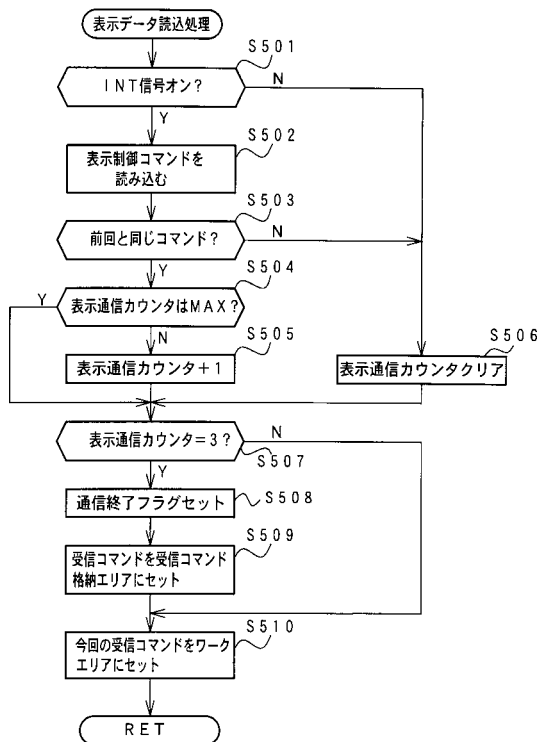 表示データ読込処理
S501
INT信号オン？
N
Y
S502
表示制御コマンドを
読み込む
S503
前回と同じコマンド？
N
Y
S504
Y
表示通信カウンタはMAX？
N
S505
表示通信カウンタ＋1
S506
表示通信カウンタクリア
表示通信カウンタ＝3？
N
S507
Y
通信終了フラグセット
S508
S509
受信コマンドを受信コマンド
格納エリアにセット
S510
今回の受信コマンドをワーク
エリアにセット
RET